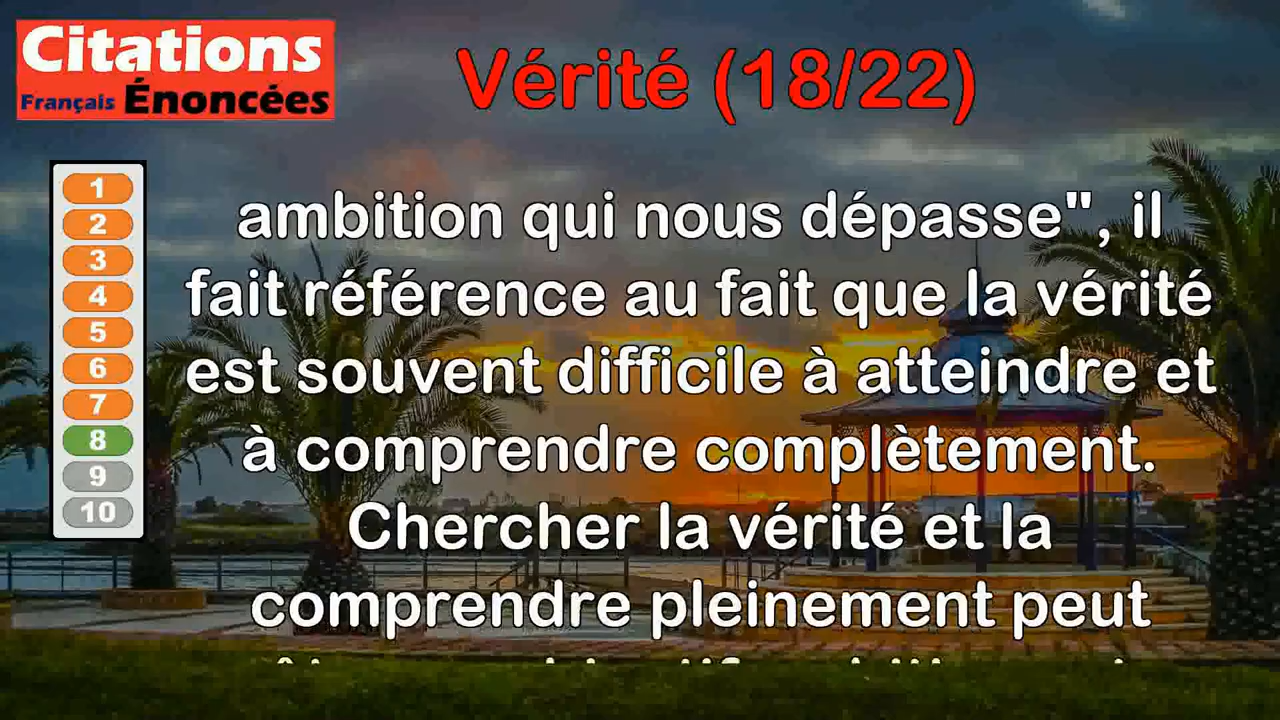 Citations
Français Énoncées
Vérité (18/22)
1
2
3
4
5
6
7
8
9
10
ambition qui nous dépasse", il
fait référence au fait que la vérité
est souvent difficile à atteindre et
à comprendre complètement.
Chercher la vérité et la
comprendre pleinement peut